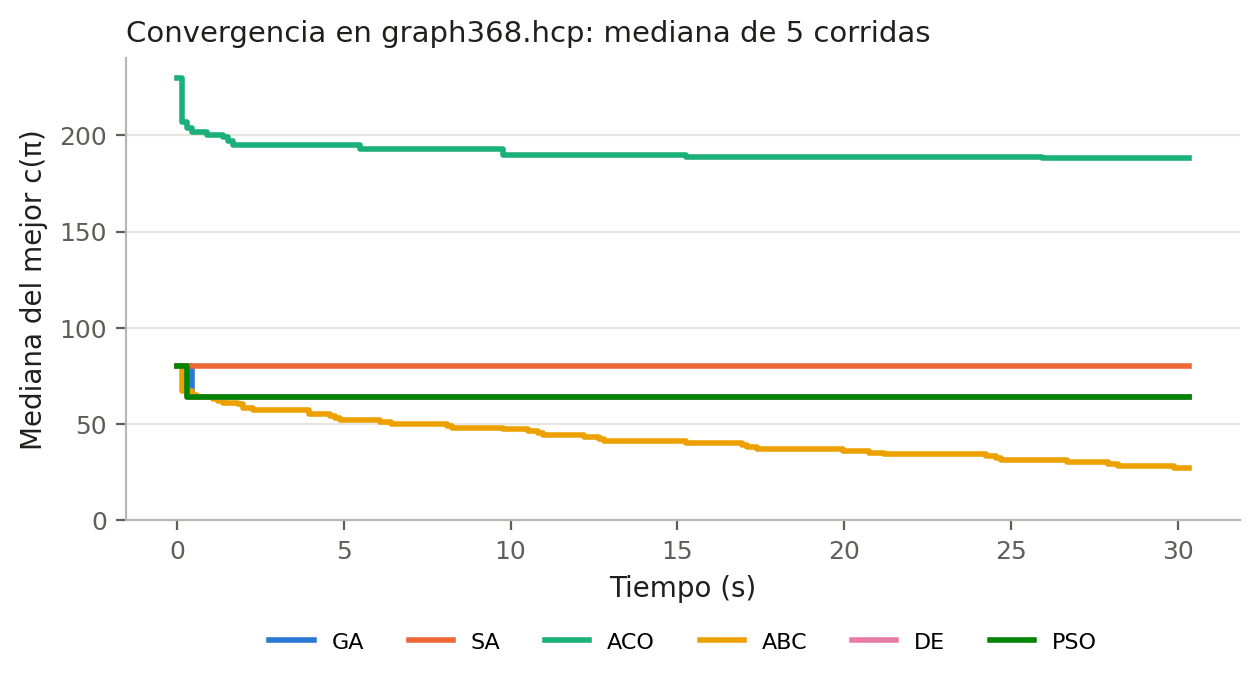 Convergencia en graph368.hcp: mediana de 5 corridas
Mediana del mejor c(π)
200
150
100
50
0
0 5 10 15 20 25 30
Tiempo (s)
GA SA ACO ABC DE PSO